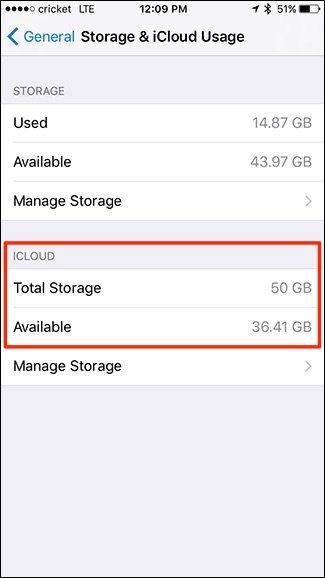 cricket LTE 12:09 PM 51%
General Storage & iCloud Usage
STORAGE
Used 14.87 GB
Available 43.97 GB
Manage Storage
ICLOUD
Total Storage 50 GB
Available 36.41 GB
Manage Storage